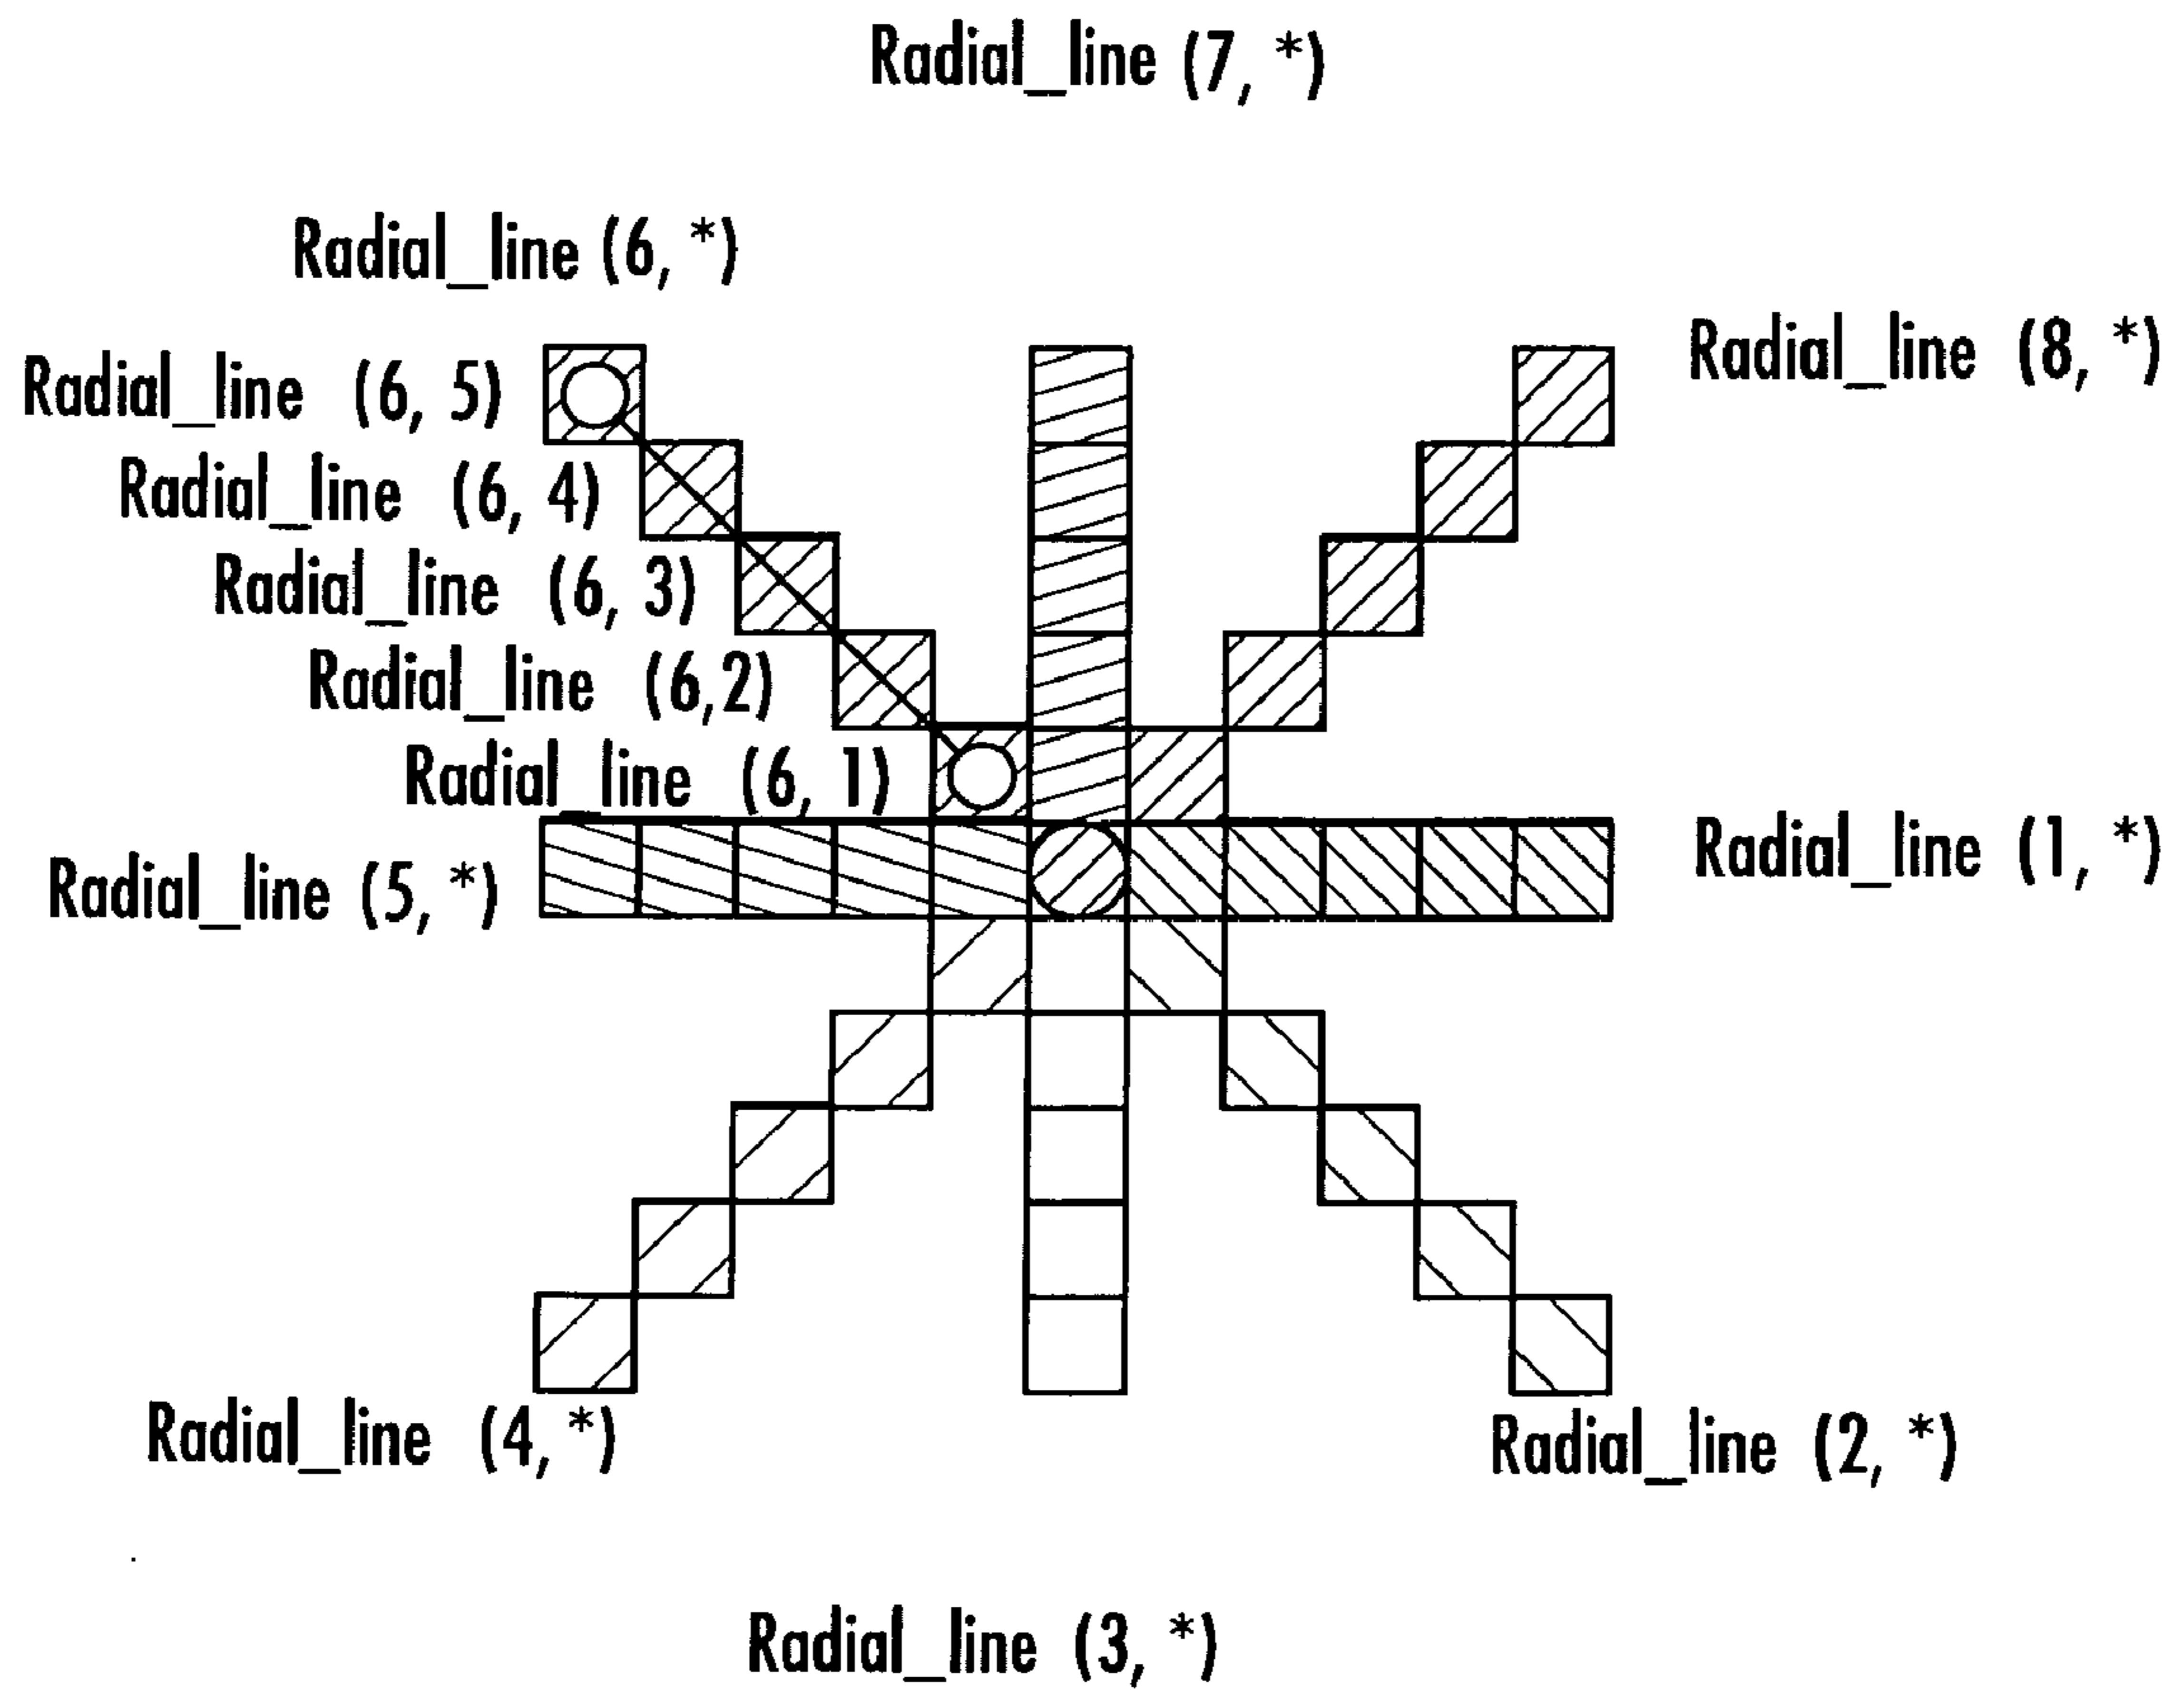 Radial_line (7, *)
Radial_line (6, *)
Radial_line (8, *)
Radial_line (6, 5)
Radial_line (6, 4)
Radial_line (6, 3)
Radial_line (6,2)
Radial_line (6, 1)
Radial_line (1, *)
Radial_line (5, *)
Radial_line (4, *)
Radial_line (2, *)
Radial_line (3, *)